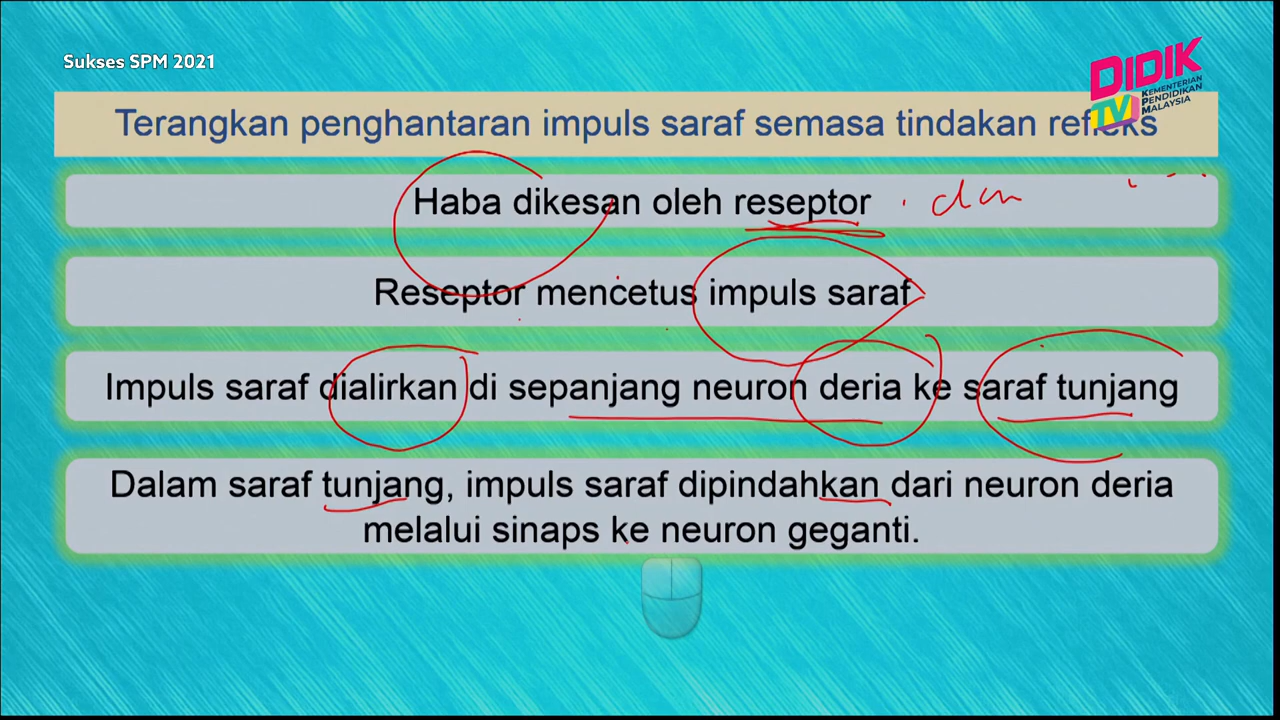 Sukses SPM 2021
DIDIK
TV
KEMENTERIAN
PENDIDIKAN
MALAYSIA
Terangkan penghantaran impuls saraf semasa tindakan refleks
Haba dikesan oleh reseptor
Reseptor mencetus impuls saraf
Impuls saraf dialirkan di sepanjang neuron deria ke saraf tunjang
Dalam saraf tunjang, impuls saraf dipindahkan dari neuron deria
melalui sinaps ke neuron geganti.